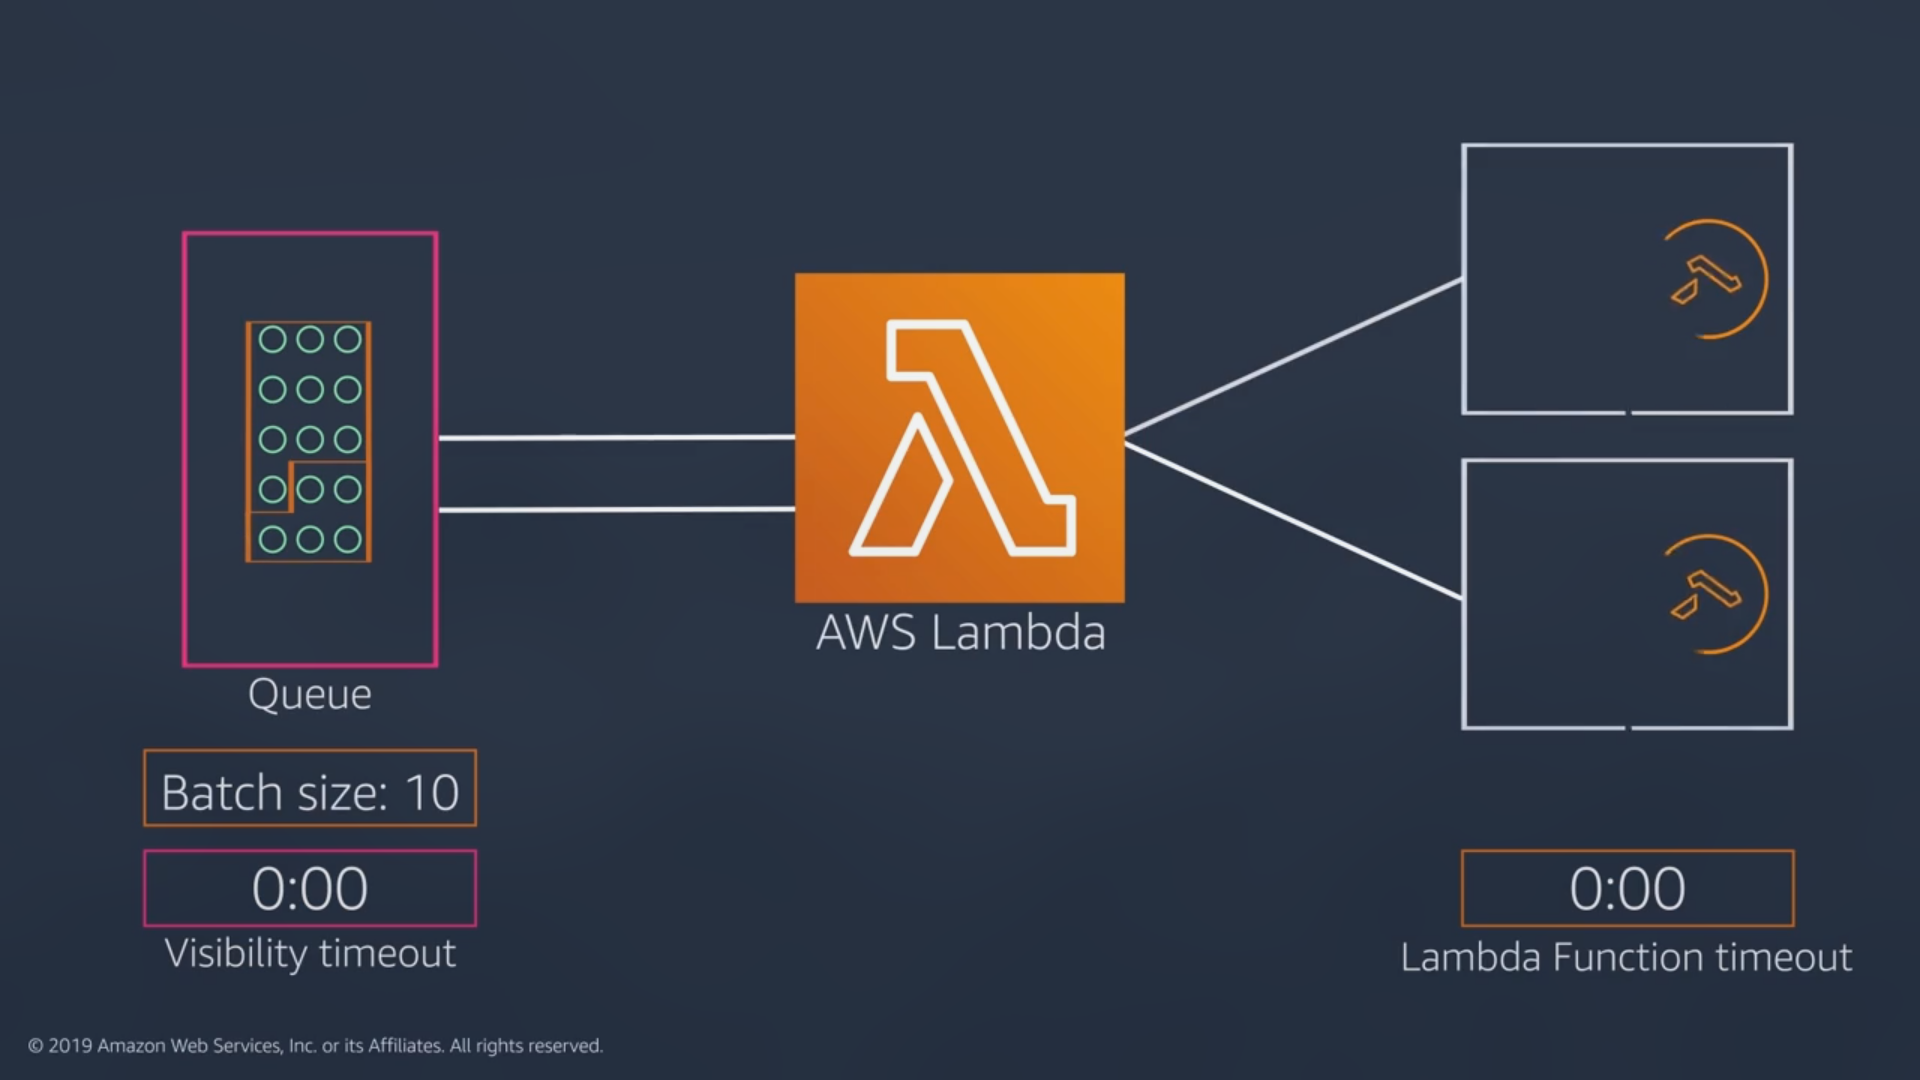 Queue
Batch size: 10
0:00
Visibility timeout
AWS Lambda
0:00
Lambda Function timeout
© 2019 Amazon Web Services, Inc. or its Affiliates. All rights reserved.